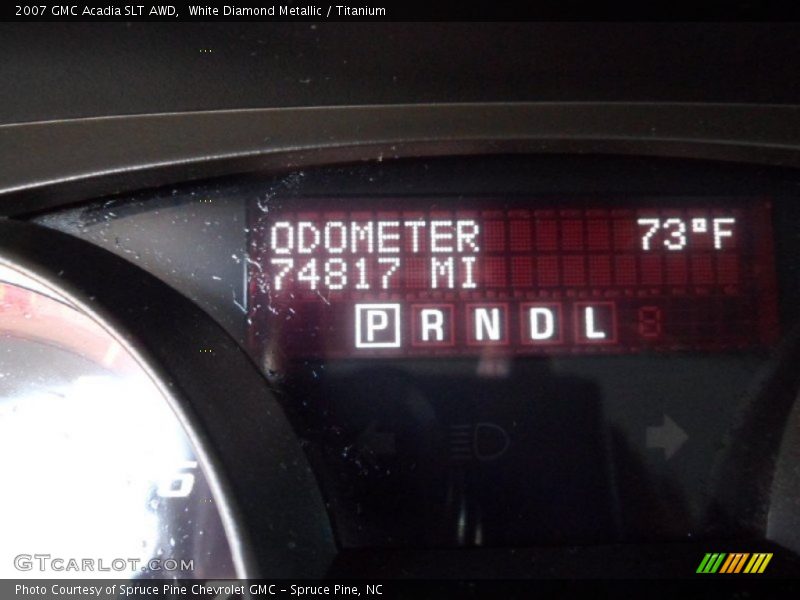 2007 GMC Acadia SLT AWD, White Diamond Metallic / Titanium
ODOMETER 73°F
74817 MI
P R N D L
6
GTCARLOT.COM
Photo Courtesy of Spruce Pine Chevrolet GMC - Spruce Pine, NC